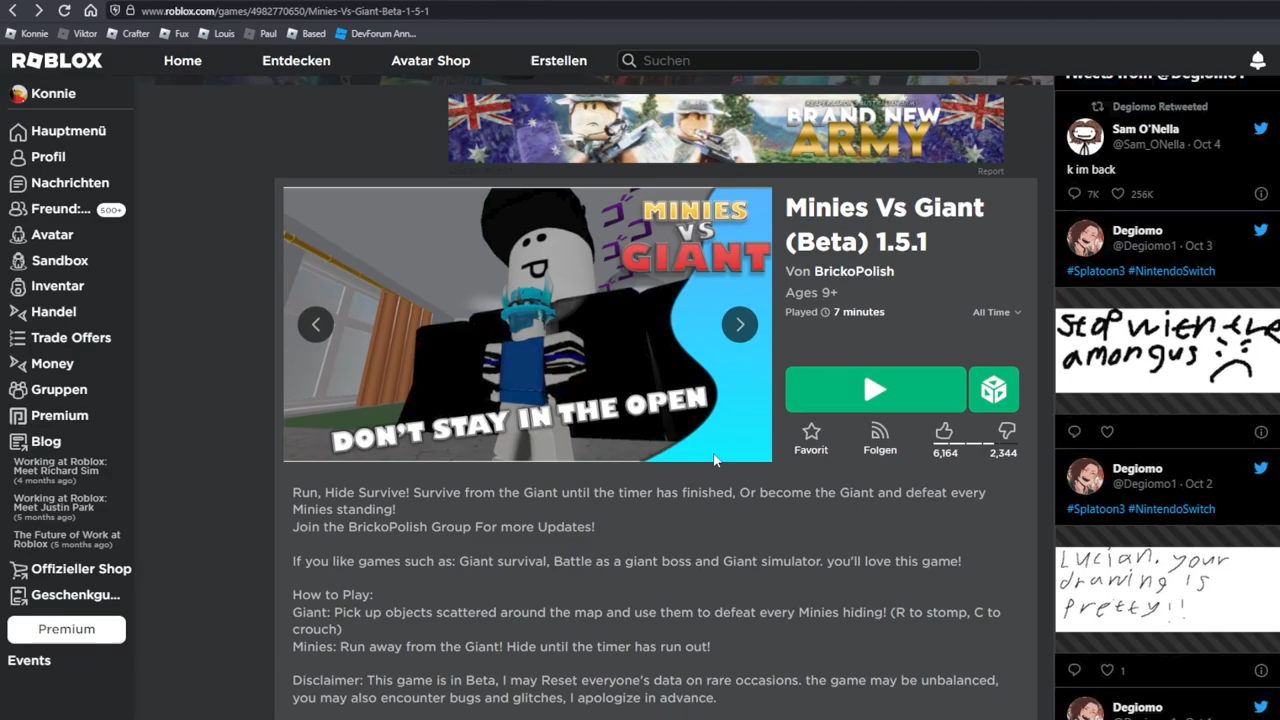 www.roblox.com/games/4982770650/Minies-Vs-Giant-Beta-1-5-1
Konnie Viktor Crafter Fux Louis Paul Based DevForum Ann...
ROBLOX Home Entdecken Avatar Shop Erstellen Suchen
Konnie
Hauptmenü
Profil
Nachrichten
Freund:... 500+
Avatar
Sandbox
Inventar
Handel
Trade Offers
Money
Gruppen
Premium
Blog
Working at Roblox:
Meet Richard Sim
(4 months ago)
Working at Roblox:
Meet Justin Park
(5 months ago)
The Future of Work at
Roblox (5 months ago)
Offizieller Shop
Geschenkgu...
Premium
Events
BRAND NEW
ARMY
Report
MINIES
VS
GIANT
DON'T STAY IN THE OPEN
Minies Vs Giant
(Beta) 1.5.1
Von BrickoPolish
Ages 9+
Played 7 minutes
All Time
Favorit Folgen 6,164 2,344
Run, Hide Survive! Survive from the Giant until the timer has finished, Or become the Giant and defeat every
Minies standing!
Join the BrickoPolish Group For more Updates!
If you like games such as: Giant survival, Battle as a giant boss and Giant simulator. you'll love this game!
How to Play:
Giant: Pick up objects scattered around the map and use them to defeat every Minies hiding! (R to stomp, C to
crouch)
Minies: Run away from the Giant! Hide until the timer has run out!
Disclaimer: This game is in Beta, I may Reset everyone's data on rare occasions. the game may be unbalanced,
you may also encounter bugs and glitches, I apologize in advance.
Tweets from @Degiomo1
Degiomo Retweeted
Sam O'Nella
@Sam_ONella · Oct 4
k im back
7K 256K
Degiomo
@Degiomo1 · Oct 3
#Splatoon3 #NintendoSwitch
Stop with the
amongus
Degiomo
@Degiomo1 · Oct 2
#Splatoon3 #NintendoSwitch
Lucian, your
drawing is
pretty!!
1
Degiomo